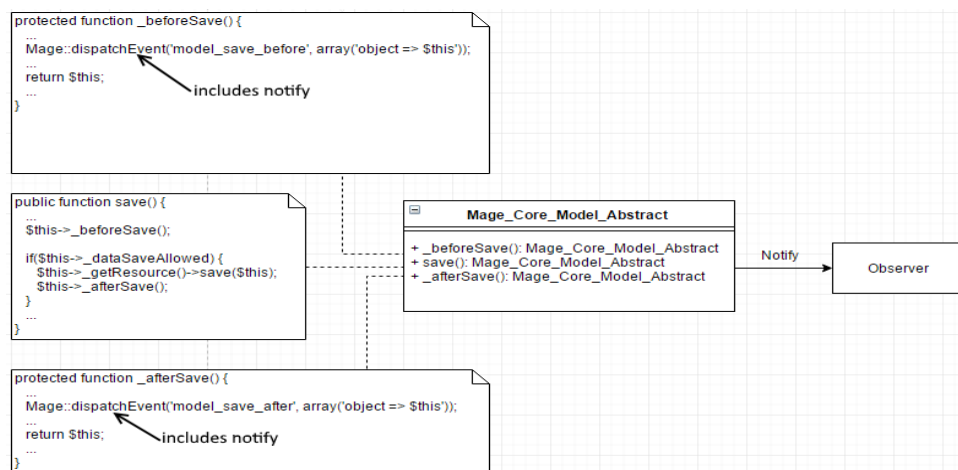 protected function _beforeSave() {
...
Mage::dispatchEvent('model_save_before', array('object => $this'));
...
return $this;
...
}
includes notify
public function save() {
...
$this->_beforeSave();
if($this->_dataSaveAllowed) {
$this->_getResource()->save($this);
$this->_afterSave();
}
...
}
Mage_Core_Model_Abstract
+ _beforeSave(): Mage_Core_Model_Abstract
+ save(): Mage_Core_Model_Abstract
+ _afterSave(): Mage_Core_Model_Abstract
Notify
Observer
protected function _afterSave() {
...
Mage::dispatchEvent('model_save_after', array('object => $this'));
...
return $this;
...
}
includes notify